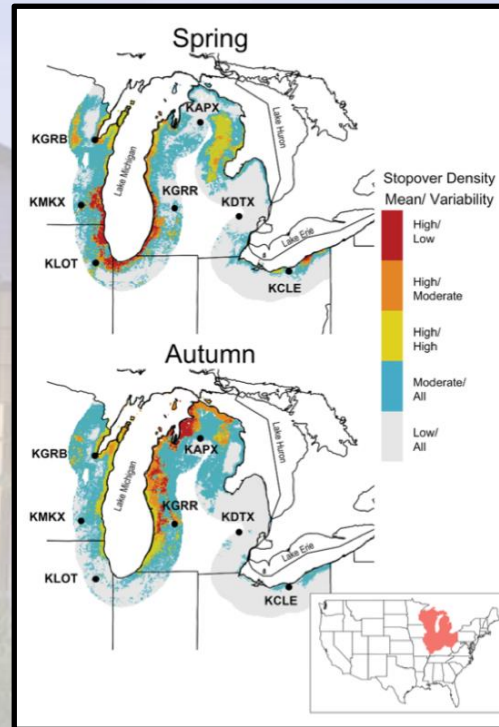 Spring
KAPX
KGRB
Lake Huron
Lake Michigan
KMKX
KGRR
KDTX
KLOT
Lake Erie
KCLE
Stopover Density
Mean/ Variability
High/
Low
High/
Moderate
High/
High
Moderate/
All
Low/
All
Autumn
KAPX
KGRB
Lake Huron
Lake Michigan
KMKX
KGRR
KDTX
KLOT
Lake Erie
KCLE